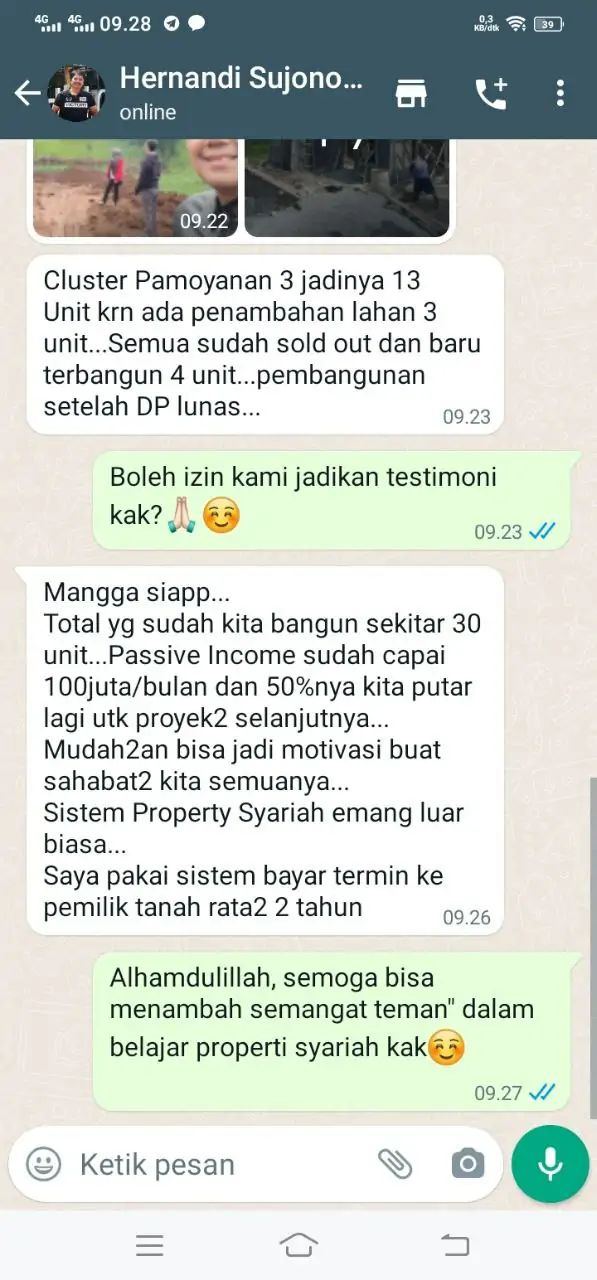 4G 4G 09.28 0,3 KB/dtk 39
Hernandi Sujono...
online
09.22
Cluster Pamoyanan 3 jadinya 13
Unit krn ada penambahan lahan 3
unit...Semua sudah sold out dan baru
terbangun 4 unit...pembangunan
setelah DP lunas...
09.23
Boleh izin kami jadikan testimoni
kak?🙏🏻☺️
09.23
Mangga siapp...
Total yg sudah kita bangun sekitar 30
unit...Passive Income sudah capai
100juta/bulan dan 50%nya kita putar
lagi utk proyek2 selanjutnya...
Mudah2an bisa jadi motivasi buat
sahabat2 kita semuanya...
Sistem Property Syariah emang luar
biasa...
Saya pakai sistem bayar termin ke
pemilik tanah rata2 2 tahun
09.26
Alhamdulillah, semoga bisa
menambah semangat teman" dalam
belajar properti syariah kak☺️
09.27
Ketik pesan